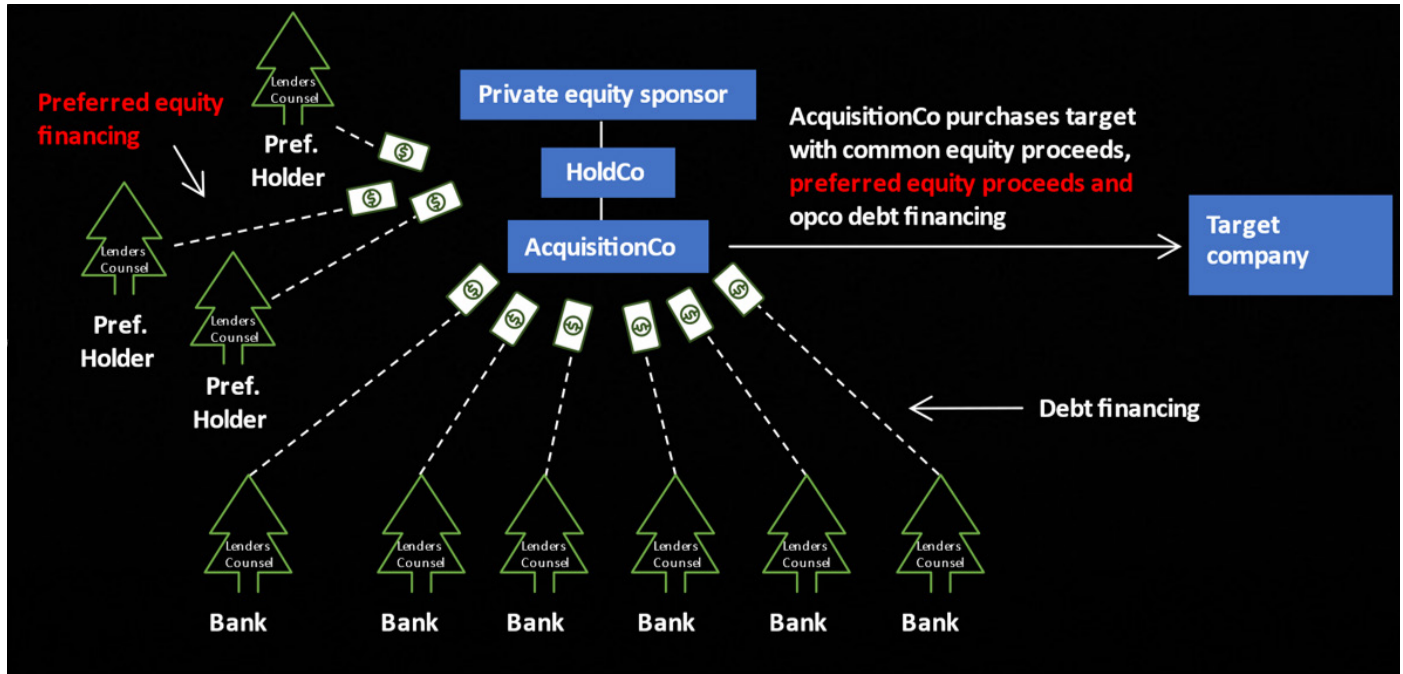 Lenders
Counsel
Pref.
Holder
Preferred equity
financing
Lenders
Counsel
Pref.
Holder
Lenders
Counsel
Pref.
Holder
Private equity sponsor
HoldCo
AcquisitionCo
AcquisitionCo purchases target
with common equity proceeds,
preferred equity proceeds and
opco debt financing
Target
company
Debt financing
Lenders
Counsel
Bank
Lenders
Counsel
Bank
Lenders
Counsel
Bank
Lenders
Counsel
Bank
Lenders
Counsel
Bank
Lenders
Counsel
Bank